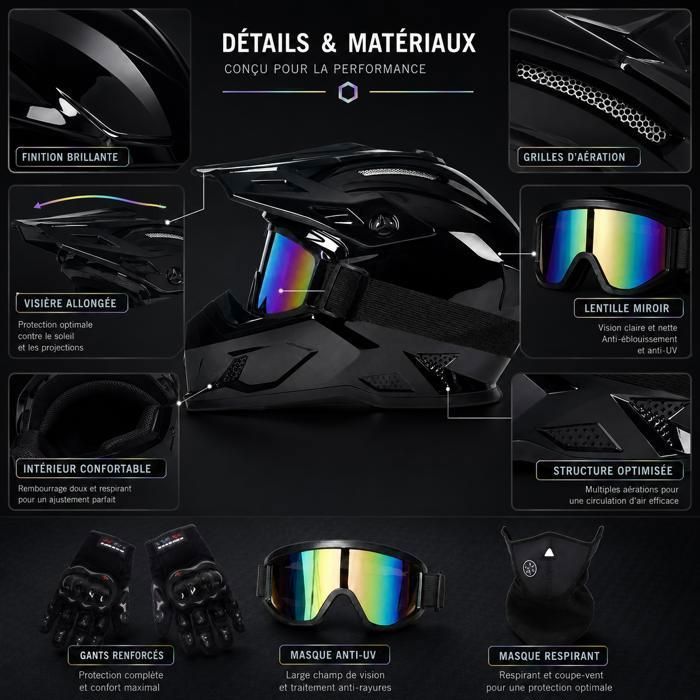 DÉTAILS & MATÉRIAUX
CONÇU POUR LA PERFORMANCE
FINITION BRILLANTE
GRILLES D'AÉRATION
VISIÈRE ALLONGÉE
Protection optimale
contre le soleil
et les projections
LENTILLE MIROIR
Vision claire et nette
Anti-éblouissement
et anti-UV
INTÉRIEUR CONFORTABLE
Rembourrage doux et respirant
pour un ajustement parfait
STRUCTURE OPTIMISÉE
Multiples aérations pour
une circulation d'air efficace
GANTS RENFORCÉS
Protection complète
et confort maximal
MASQUE ANTI-UV
Large champ de vision
et traitement anti-rayures
MASQUE RESPIRANT
Respirant et coupe-vent
pour une protection optimale